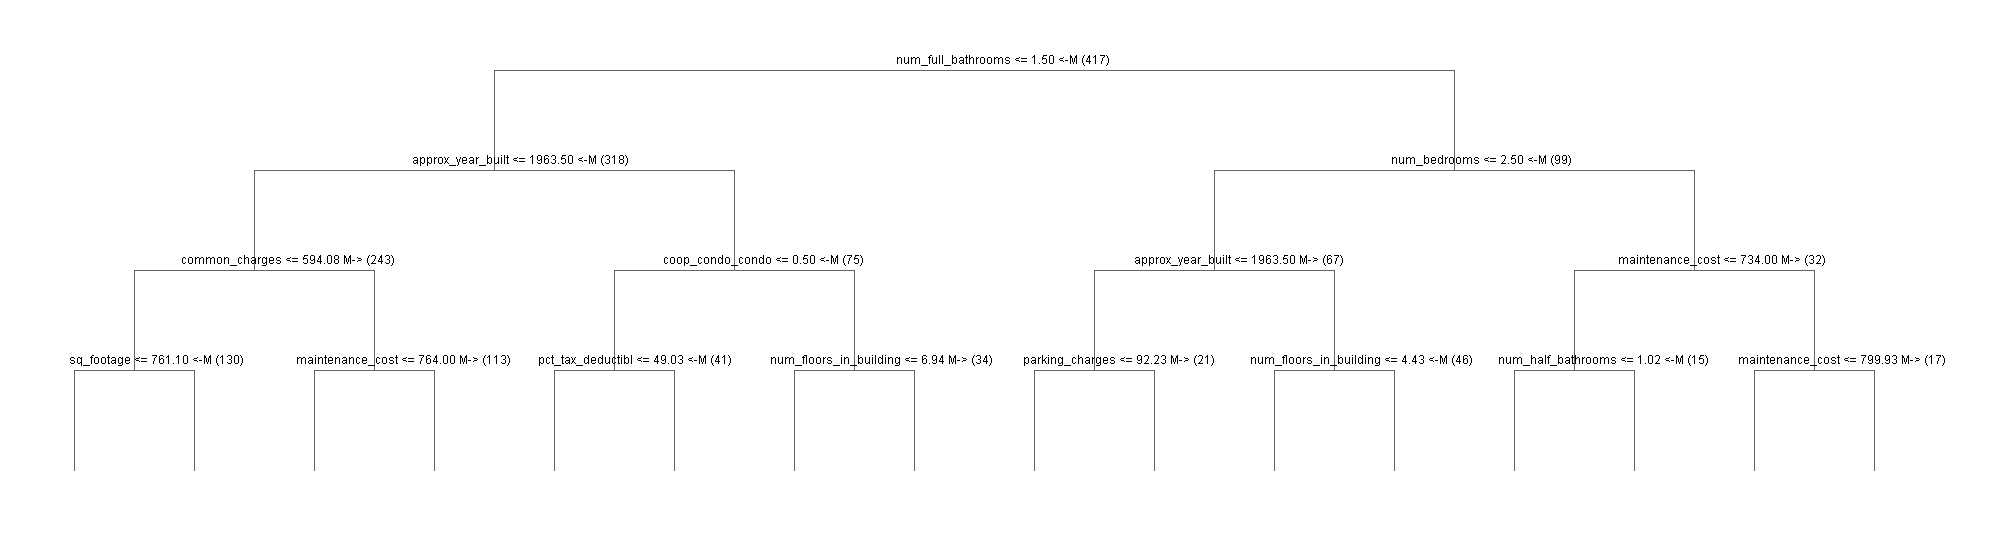 num_full_bathrooms <= 1.50 <-M (417)
approx_year_built <= 1963.50 <-M (318)
num_bedrooms <= 2.50 <-M (99)
common_charges <= 594.08 M-> (243)
coop_condo_condo <= 0.50 <-M (75)
approx_year_built <= 1963.50 M-> (67)
maintenance_cost <= 734.00 M-> (32)
sq_footage <= 761.10 <-M (130)
maintenance_cost <= 764.00 M-> (113)
pct_tax_deductibl <= 49.03 <-M (41)
num_floors_in_building <= 6.94 M-> (34)
parking_charges <= 92.23 M-> (21)
num_floors_in_building <= 4.43 <-M (46)
num_half_bathrooms <= 1.02 <-M (15)
maintenance_cost <= 799.93 M-> (17)